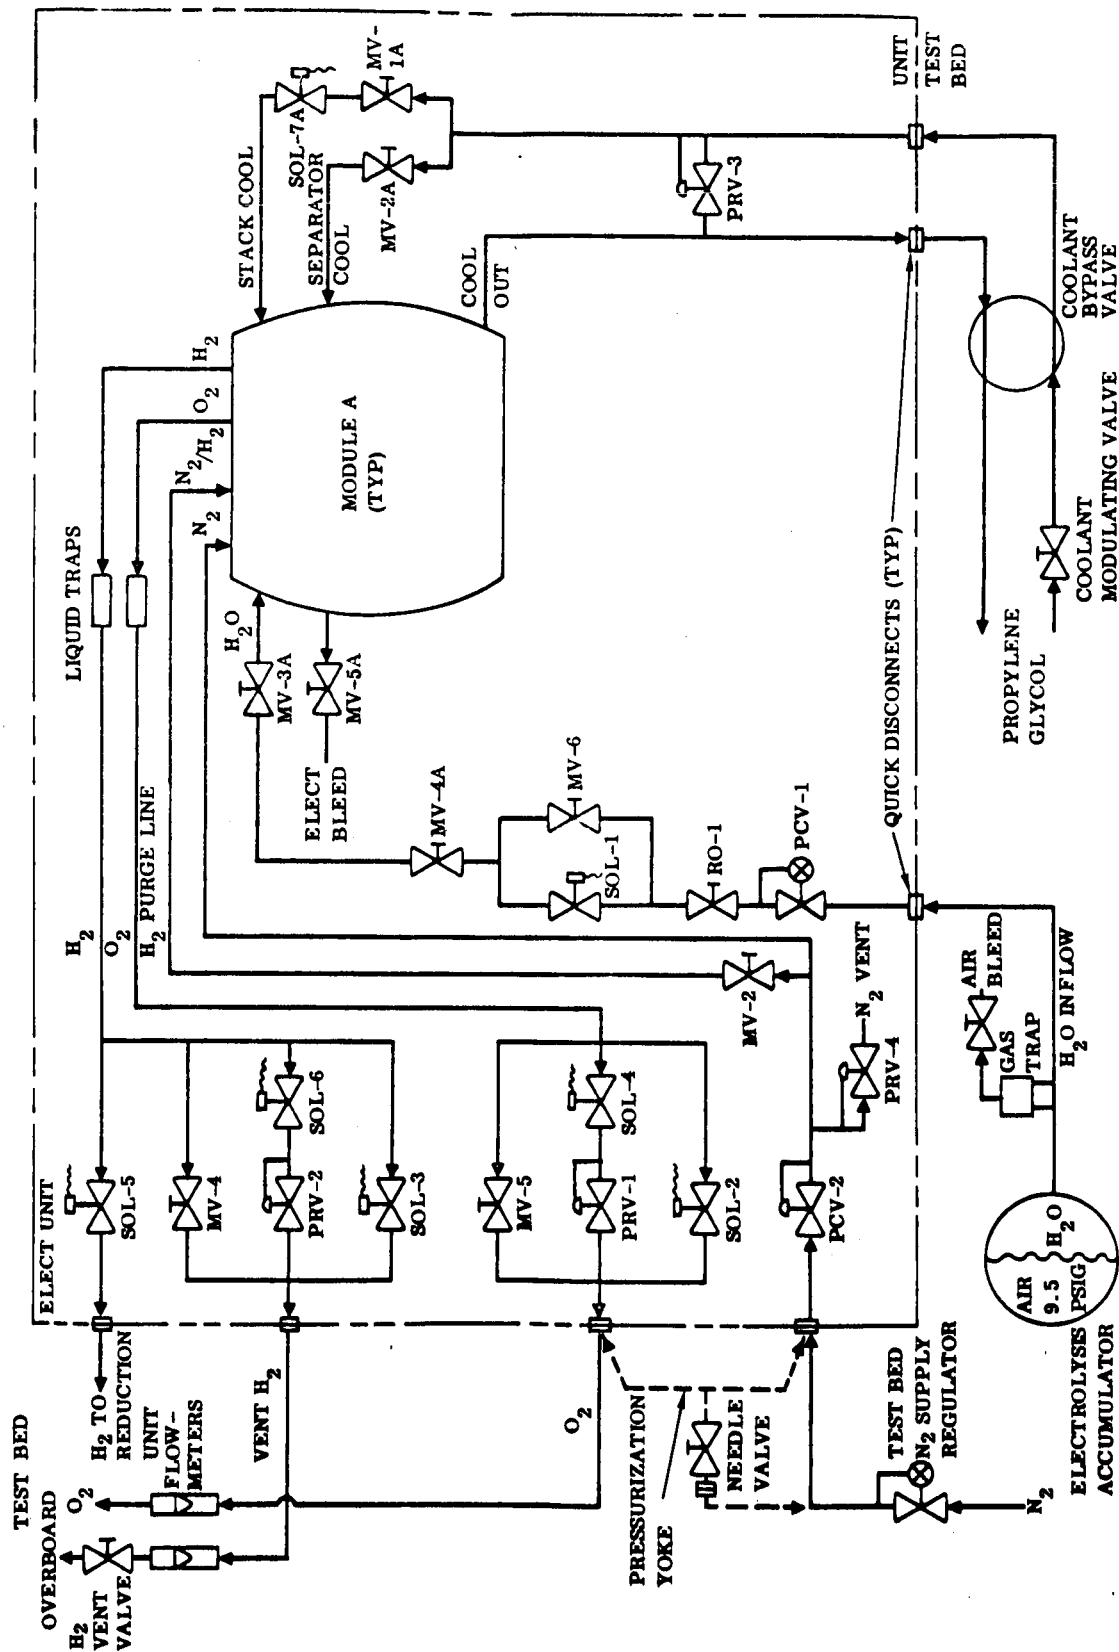 TEST BED
OVERBOARD
H2
VENT
VALVE
O2
FLOW-
METERS
H2 TO
REDUCTION
UNIT
VENT H2
O2
PRESSURIZATION
YOKE
NEEDLE
VALVE
TEST BED
N2 SUPPLY
REGULATOR
N2
ELECT UNIT
SOL-5
MV-4
PRV-2
SOL-6
SOL-3
MV-5
PRV-1
SOL-4
SOL-2
PCV-2
PRV-4
N2 VENT
MV-2
H2
O2
H2 PURGE LINE
LIQUID TRAPS
H2
O2
N2/H2
N2
MODULE A
(TYP)
H2O
MV-3A
MV-5A
ELECT
BLEED
MV-4A
MV-6
SOL-1
RO-1
PCV-1
QUICK DISCONNECTS (TYP)
STACK COOL
SEPARATOR
COOL
SOL-7A
MV-
1A
MV-2A
COOL
OUT
PRV-3
UNIT
TEST
BED
AIR
BLEED
GAS
TRAP
H2O INFLOW
AIR
9.5
PSIG
H2O
ELECTROLYSIS
ACCUMULATOR
PROPYLENE
GLYCOL
COOLANT
MODULATING VALVE
COOLANT
BYPASS
VALVE